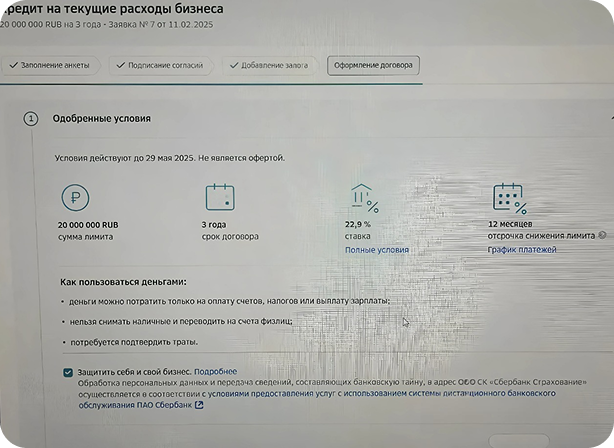 Кредит на текущие расходы бизнеса
20 000 000 RUB на 3 года • Заявка № 7 от 11.02.2025
Заполнение анкеты
Подписание согласий
Добавление залога
Оформление договора
1 Одобренные условия
Условия действуют до 29 мая 2025. Не является офертой.
20 000 000 RUB
сумма лимита
3 года
срок договора
22,9 %
ставка
Полные условия
12 месяцев
отсрочка снижения лимита
График платежей
Как пользоваться деньгами:
• деньги можно потратить только на оплату счетов, налогов или выплату зарплаты;
• нельзя снимать наличные и переводить на счета физлиц;
• потребуется подтвердить траты.
Защитить себя и свой бизнес. Подробнее
Обработка персональных данных и передача сведений, составляющих банковскую тайну, в адрес ООО СК «Сбербанк Страхование»
осуществляется в соответствии с условиями предоставления услуг с использованием системы дистанционного банковского
обслуживания ПАО Сбербанк